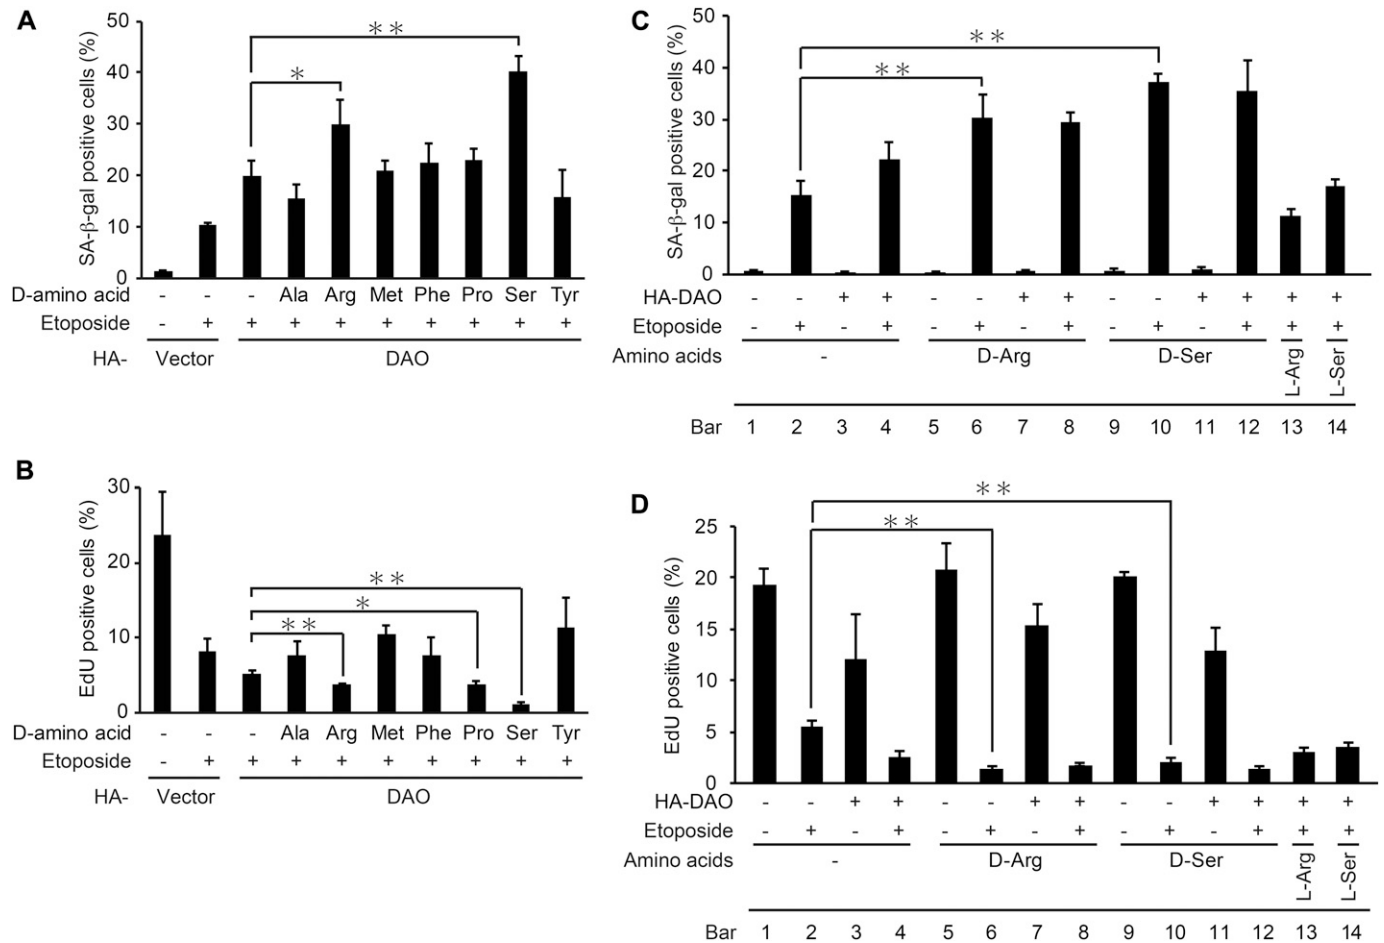 A
SA-β-gal positive cells (%)
50
40
30
20
10
0
**
*
D-amino acid - - - Ala Arg Met Phe Pro Ser Tyr
Etoposide - + + + + + + + + +
HA- Vector DAO
B
EdU positive cells (%)
30
20
10
0
**
*
**
D-amino acid - - - Ala Arg Met Phe Pro Ser Tyr
Etoposide - + + + + + + + + +
HA- Vector DAO
C
SA-β-gal positive cells (%)
50
40
30
20
10
0
**
**
HA-DAO - - + + - - + + - - + + + +
Etoposide - + - + - + - + - + - + + +
Amino acids - D-Arg D-Ser L-Arg L-Ser
Bar 1 2 3 4 5 6 7 8 9 10 11 12 13 14
D
EdU positive cells (%)
25
20
15
10
5
0
**
**
HA-DAO - - + + - - + + - - + + + +
Etoposide - + - + - + - + - + - + + +
Amino acids - D-Arg D-Ser L-Arg L-Ser
Bar 1 2 3 4 5 6 7 8 9 10 11 12 13 14